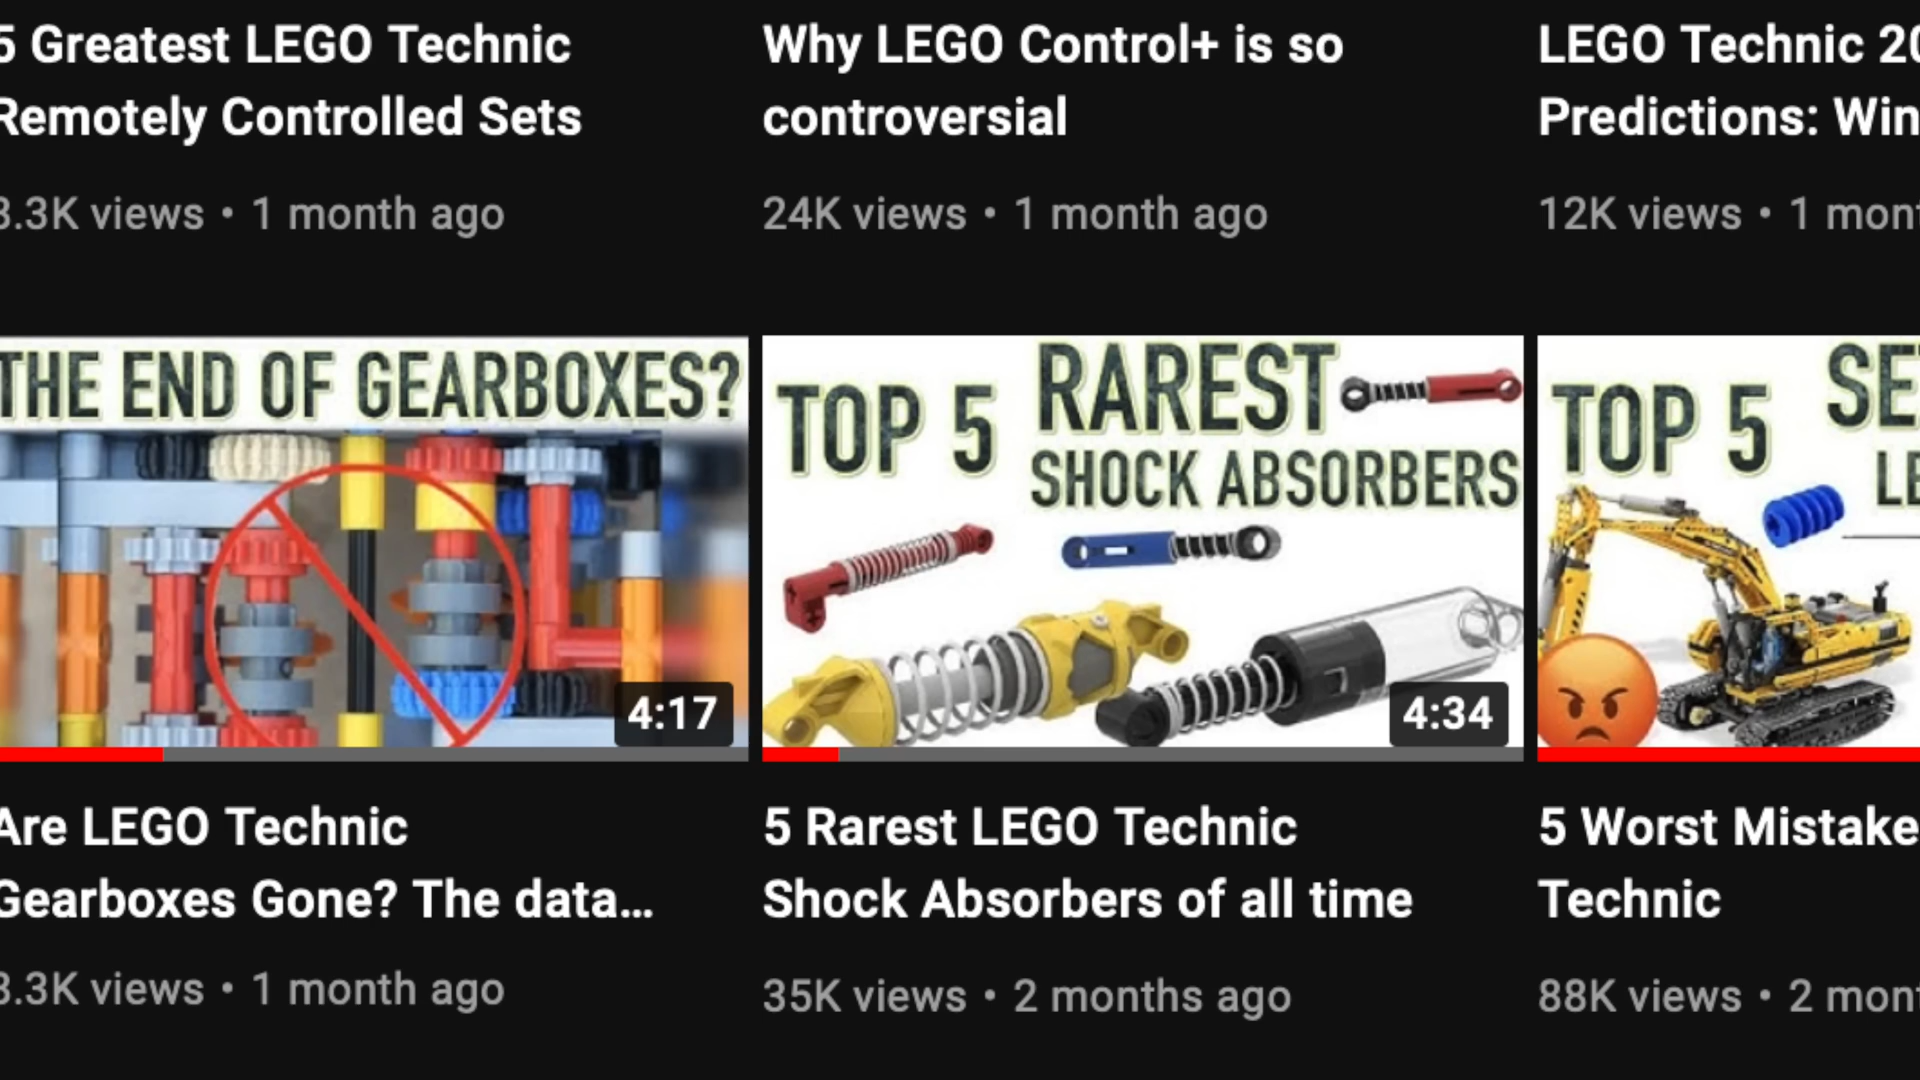 5 Greatest LEGO Technic
Remotely Controlled Sets
3.3K views • 1 month ago
Why LEGO Control+ is so
controversial
24K views • 1 month ago
LEGO Technic 20
Predictions: Win
12K views • 1 mont
THE END OF GEARBOXES?
4:17
Are LEGO Technic
Gearboxes Gone? The data...
3.3K views • 1 month ago
TOP 5 RAREST
SHOCK ABSORBERS
4:34
5 Rarest LEGO Technic
Shock Absorbers of all time
35K views • 2 months ago
TOP 5 SET
LE
5 Worst Mistake
Technic
88K views • 2 mont